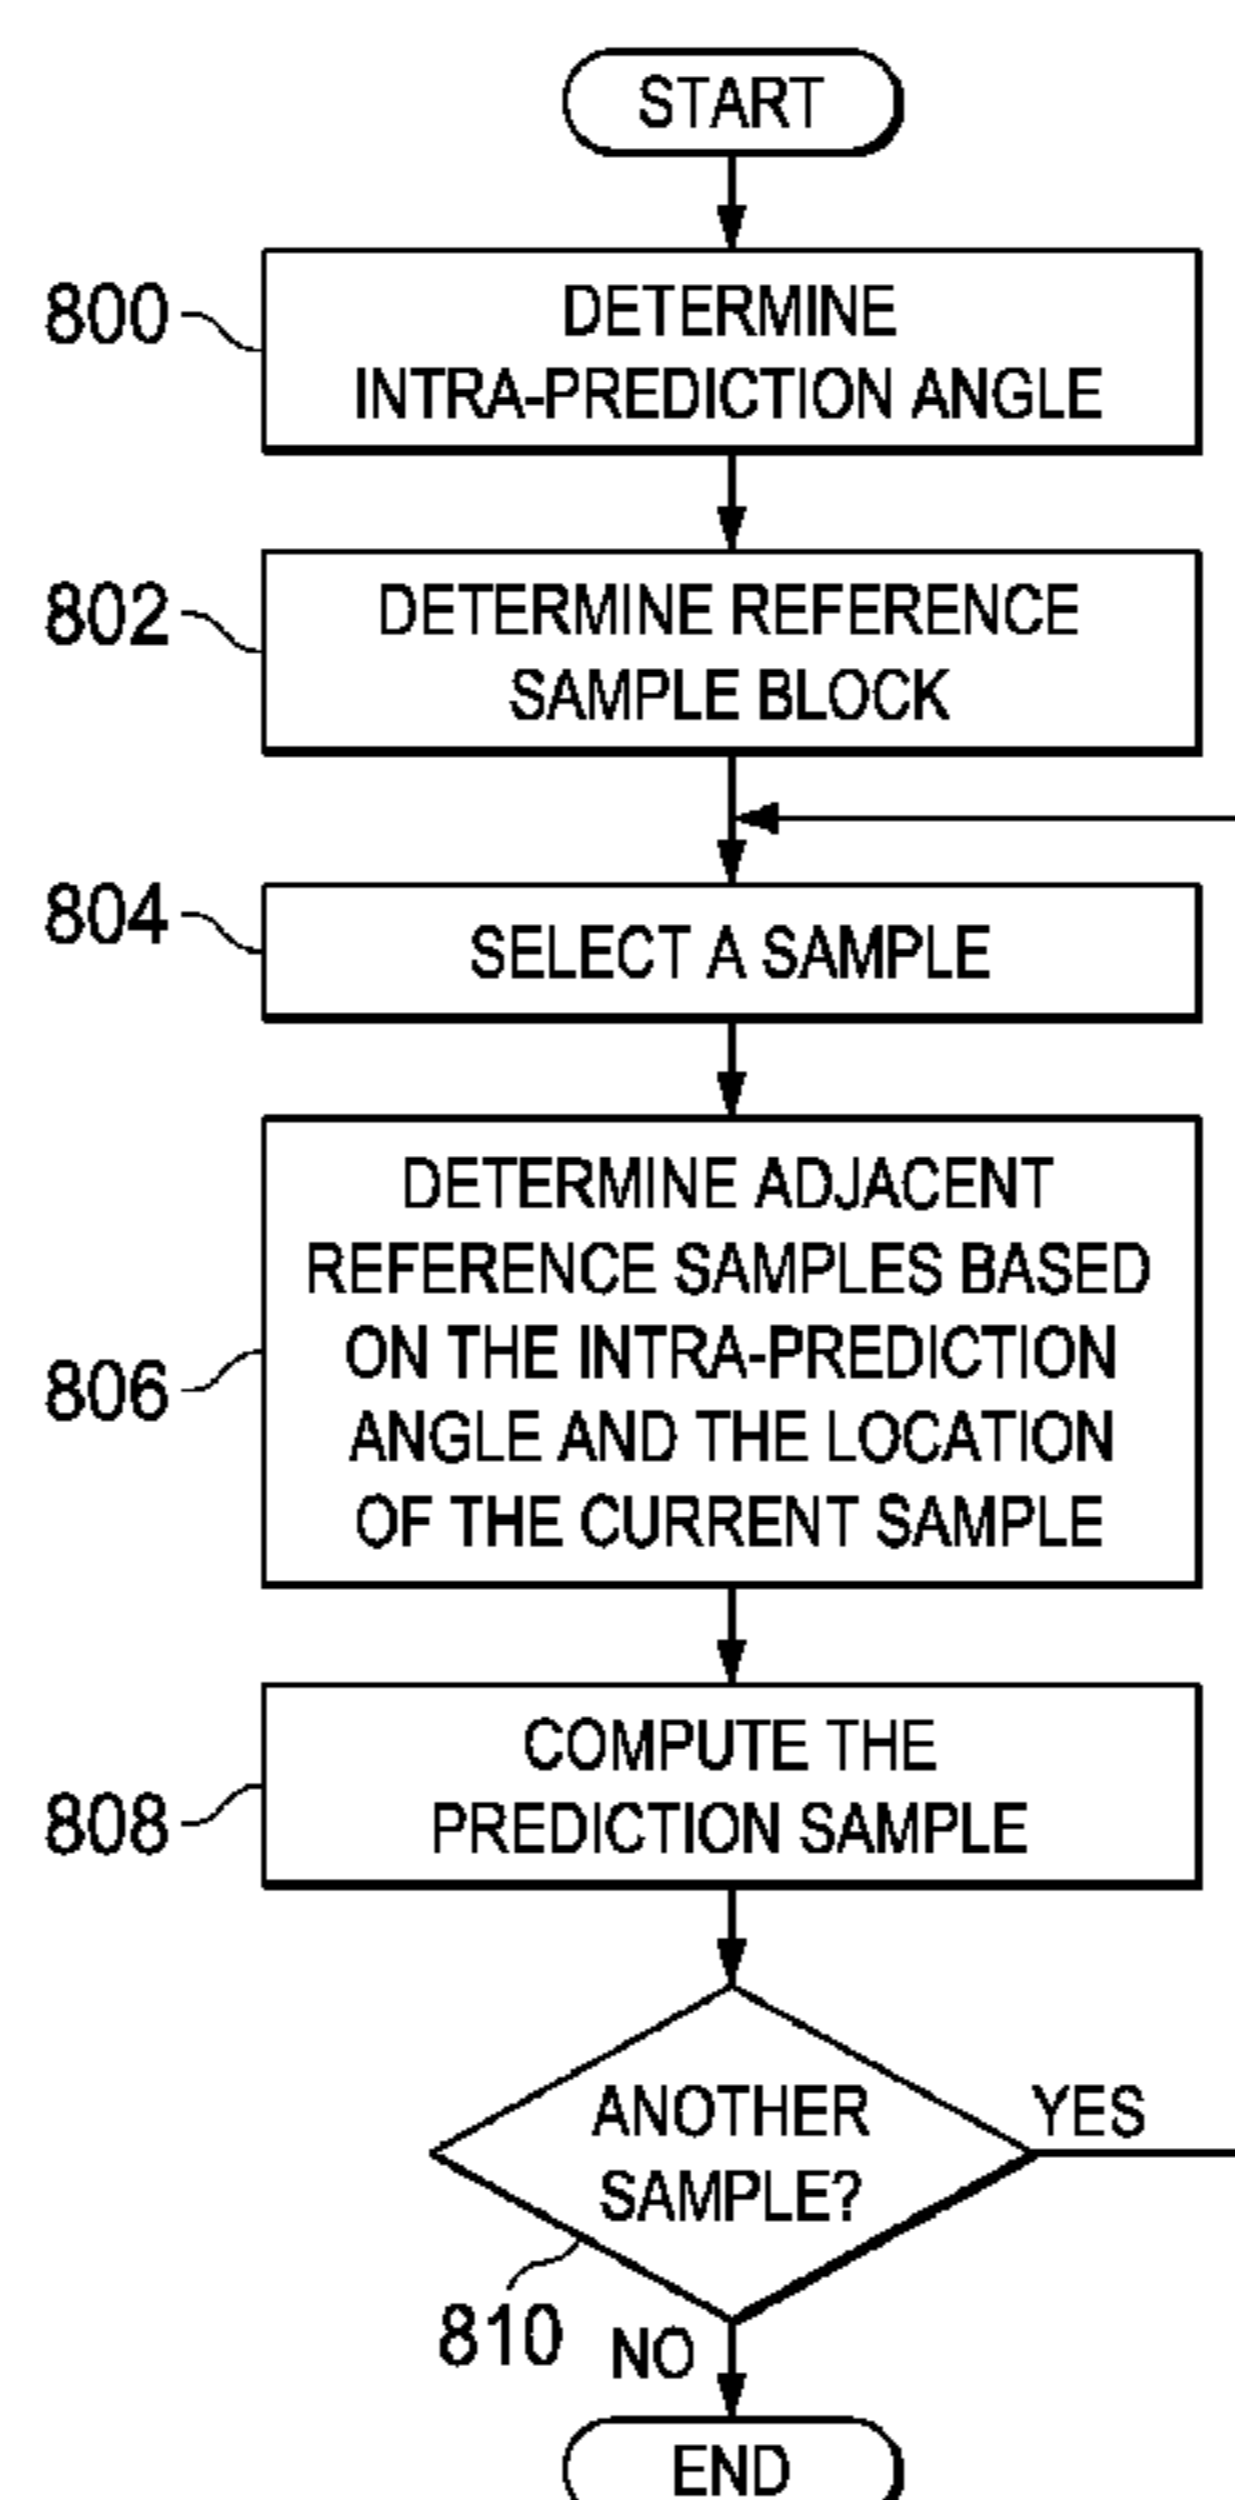 START
800
DETERMINE
INTRA-PREDICTION ANGLE
802
DETERMINE REFERENCE
SAMPLE BLOCK
804
SELECT A SAMPLE
806
DETERMINE ADJACENT
REFERENCE SAMPLES BASED
ON THE INTRA-PREDICTION
ANGLE AND THE LOCATION
OF THE CURRENT SAMPLE
808
COMPUTE THE
PREDICTION SAMPLE
ANOTHER
SAMPLE?
YES
810
NO
END